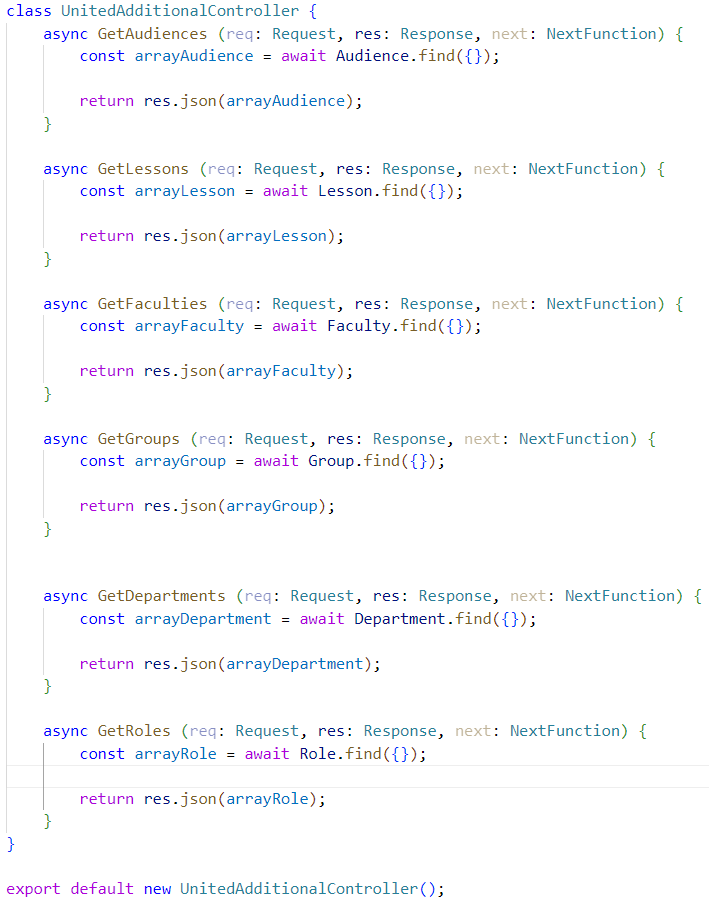 class UnitedAdditionalController {
    async GetAudiences (req: Request, res: Response, next: NextFunction) {
        const arrayAudience = await Audience.find({});

        return res.json(arrayAudience);
    }

    async GetLessons (req: Request, res: Response, next: NextFunction) {
        const arrayLesson = await Lesson.find({});

        return res.json(arrayLesson);
    }

    async GetFaculties (req: Request, res: Response, next: NextFunction) {
        const arrayFaculty = await Faculty.find({});

        return res.json(arrayFaculty);
    }

    async GetGroups (req: Request, res: Response, next: NextFunction) {
        const arrayGroup = await Group.find({});

        return res.json(arrayGroup);
    }


    async GetDepartments (req: Request, res: Response, next: NextFunction) {
        const arrayDepartment = await Department.find({});

        return res.json(arrayDepartment);
    }

    async GetRoles (req: Request, res: Response, next: NextFunction) {
        const arrayRole = await Role.find({});

        return res.json(arrayRole);
    }
}

export default new UnitedAdditionalController();